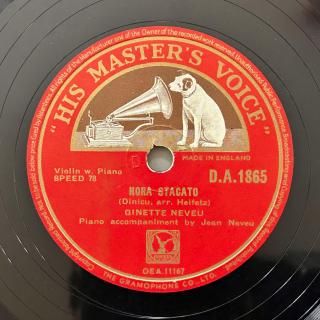 "HIS MASTER'S VOICE"
D.A.1865
MADE IN ENGLAND
Violin w. Piano
SPEED 78
HORA STACATO
(Dinicu, arr. Heifetz)
GINETTE NEVEU
Piano accompaniment by Jean Neveu
OEA.11167
THE GRAMOPHONE CO., LTD.